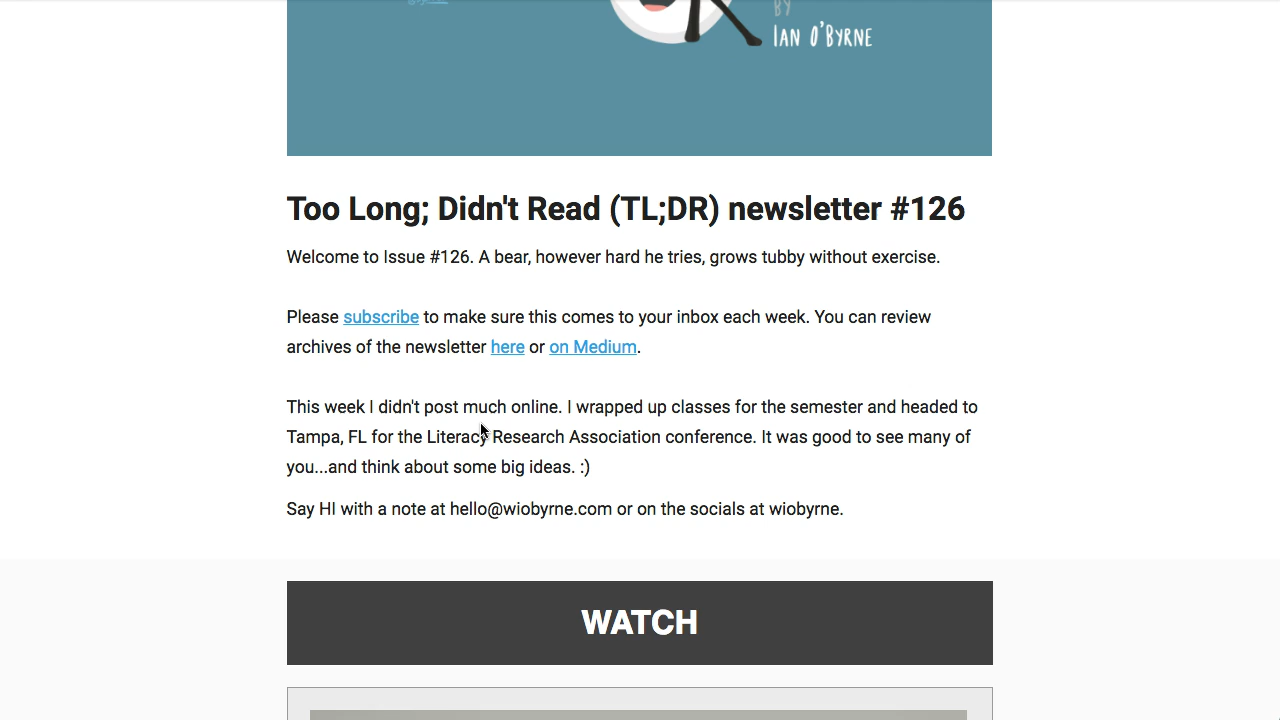 BY
IAN O'BYRNE
Too Long; Didn't Read (TL;DR) newsletter #126
Welcome to Issue #126. A bear, however hard he tries, grows tubby without exercise.
Please subscribe to make sure this comes to your inbox each week. You can review
archives of the newsletter here or on Medium.
This week I didn't post much online. I wrapped up classes for the semester and headed to
Tampa, FL for the Literacy Research Association conference. It was good to see many of
you...and think about some big ideas. :)
Say HI with a note at hello@wiobyrne.com or on the socials at wiobyrne.
WATCH